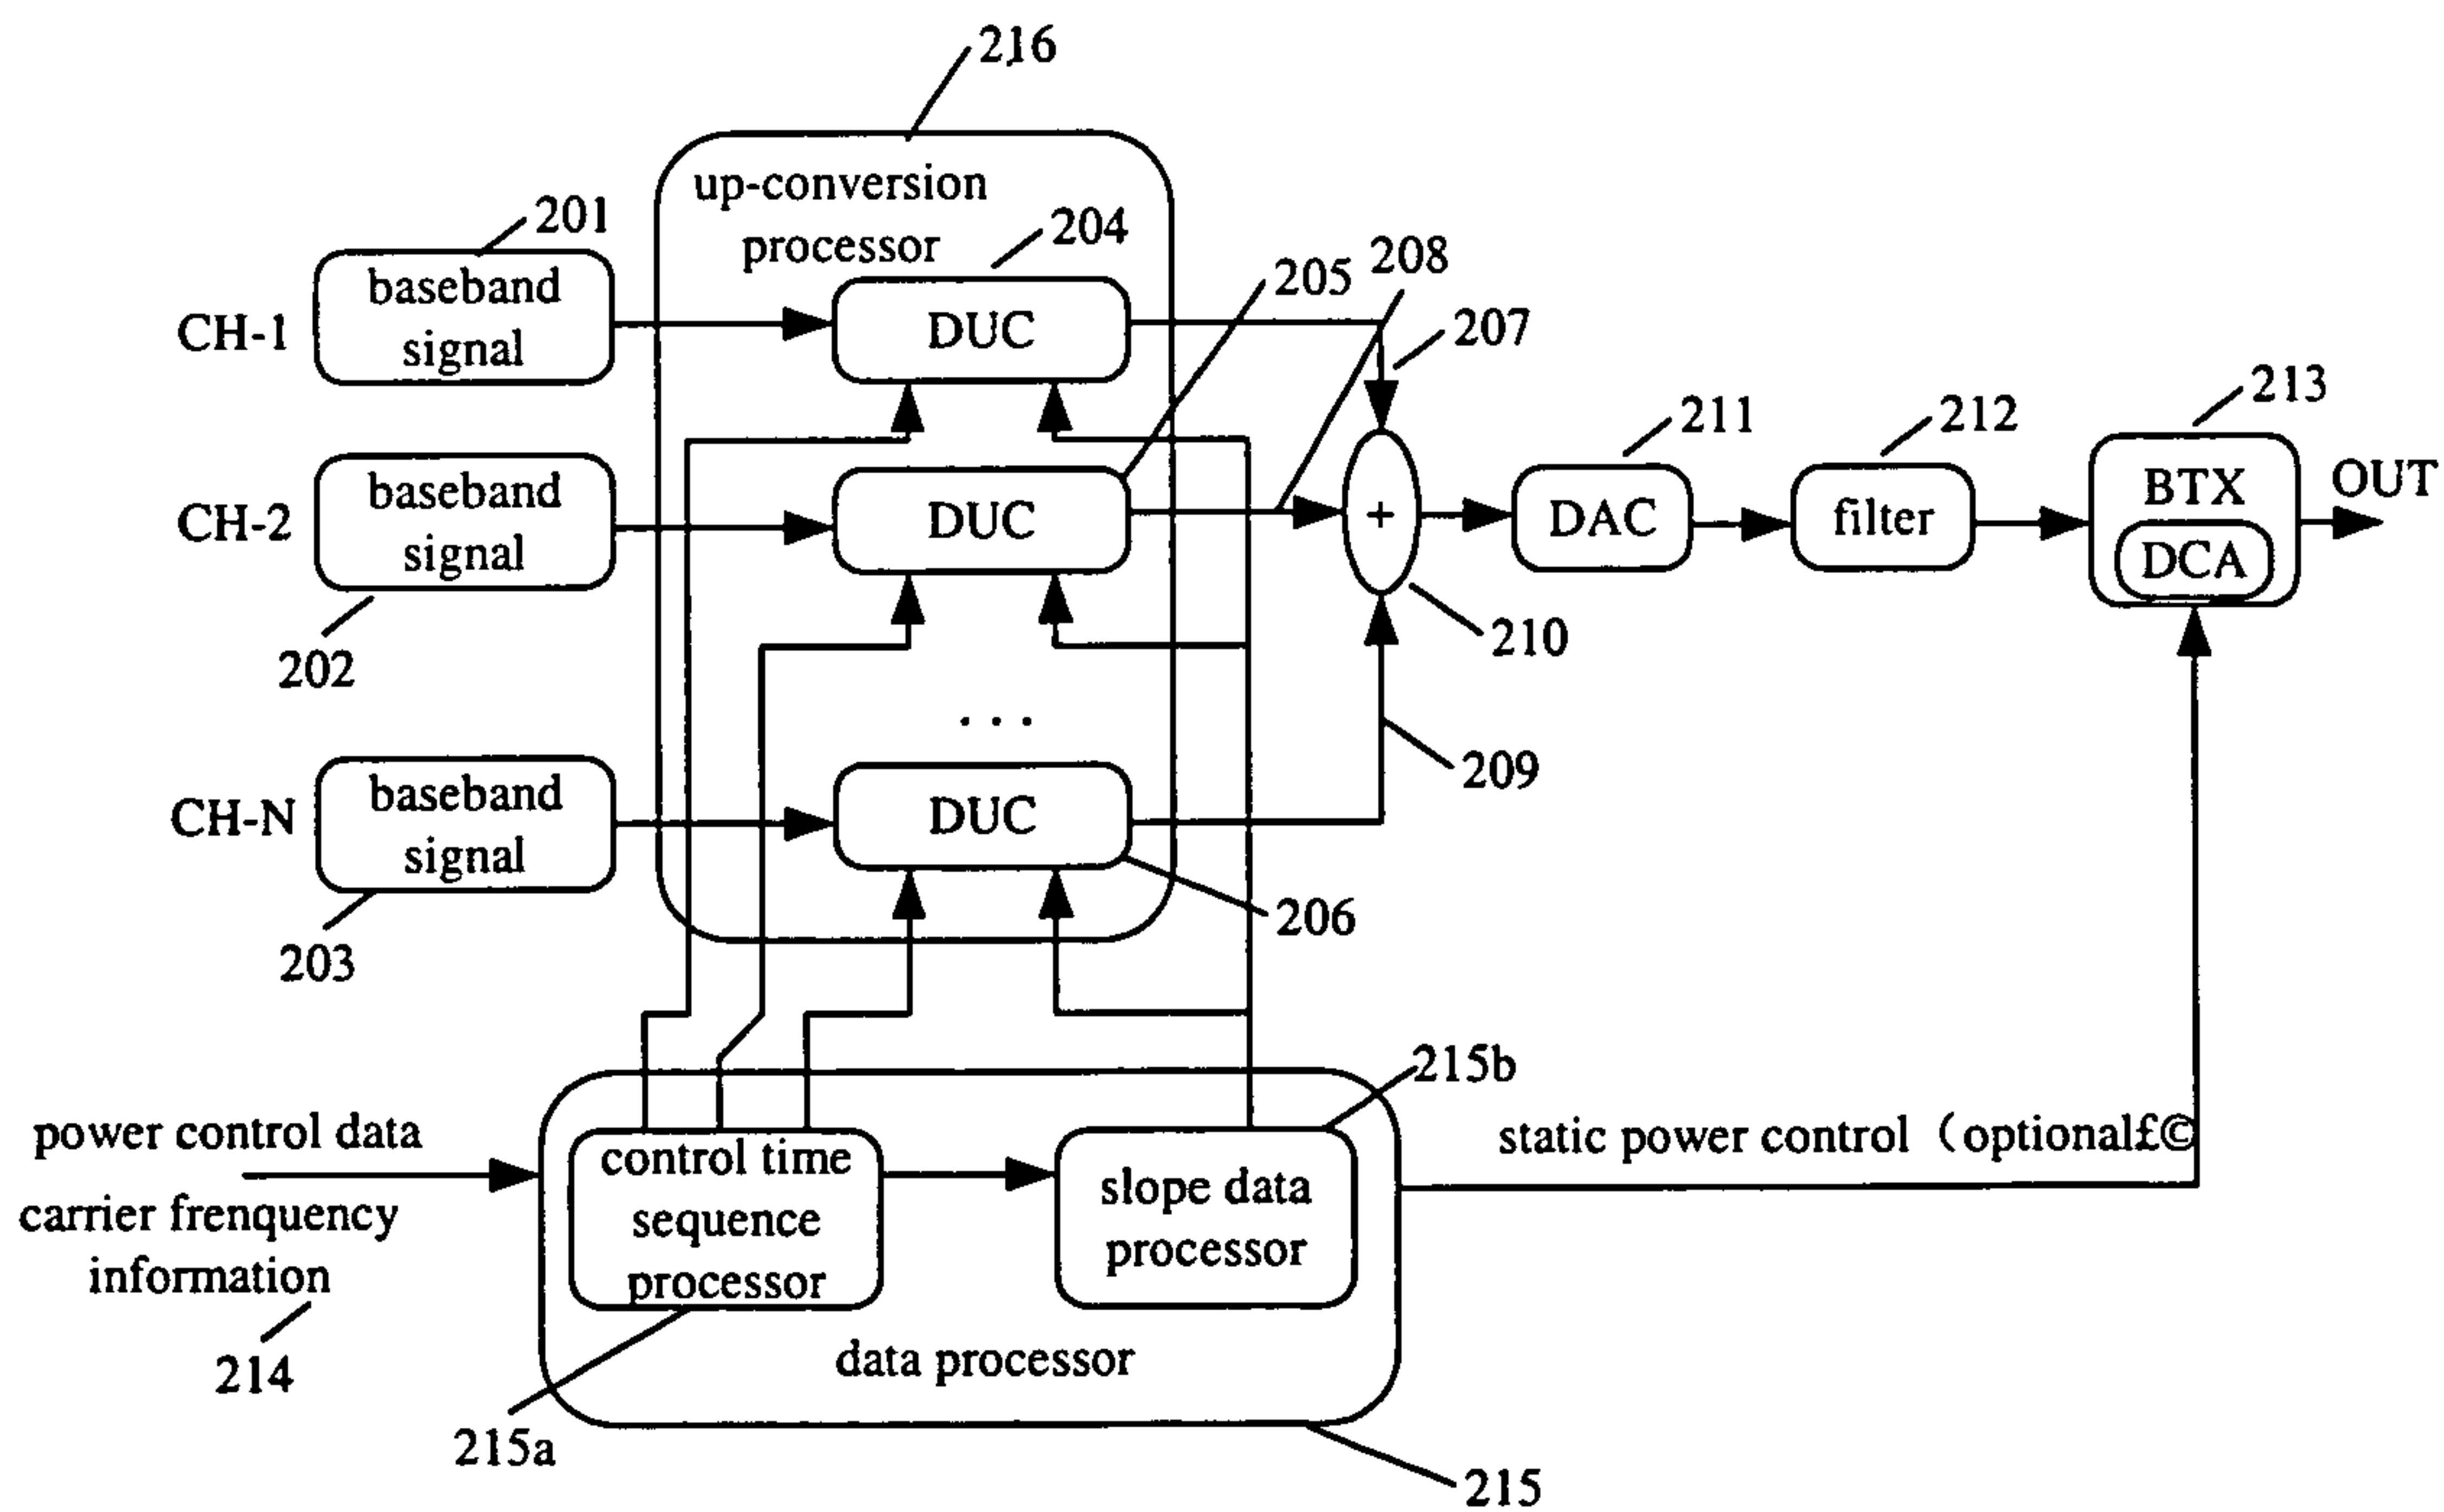 216
up-conversion
processor
201
204
208
205
baseband
signal
CH-1
DUC
207
213
211
212
baseband
signal
CH-2
DUC
+
DAC
filter
BTX
DCA
OUT
202
210
. . .
209
baseband
signal
CH-N
DUC
206
203
215b
power control data
carrier frenquency
information
214
control time
sequence
processor
slope data
processor
static power control（optional£©
data processor
215a
215